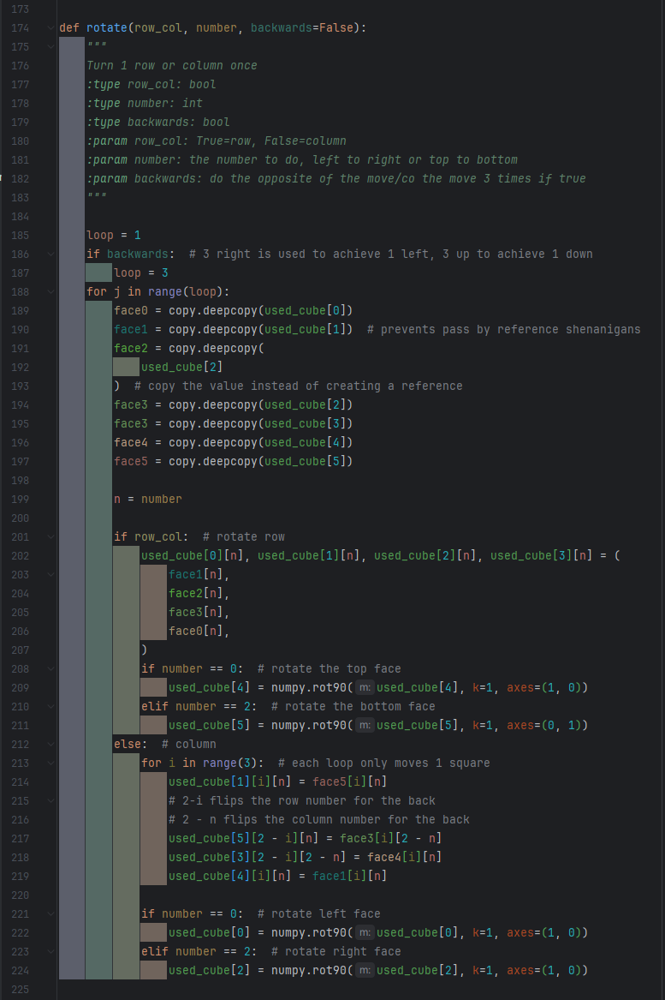 173
174 def rotate(row_col, number, backwards=False):
175     """
176     Turn 1 row or column once
177     :type row_col: bool
178     :type number: int
179     :type backwards: bool
180     :param row_col: True=row, False=column
181     :param number: the number to do, left to right or top to bottom
182     :param backwards: do the opposite of the move/co the move 3 times if true
183     """
184
185     loop = 1
186     if backwards:  # 3 right is used to achieve 1 left, 3 up to achieve 1 down
187         loop = 3
188     for j in range(loop):
189         face0 = copy.deepcopy(used_cube[0])
190         face1 = copy.deepcopy(used_cube[1])  # prevents pass by reference shenanigans
191         face2 = copy.deepcopy(
192             used_cube[2]
193         )  # copy the value instead of creating a reference
194         face3 = copy.deepcopy(used_cube[2])
195         face3 = copy.deepcopy(used_cube[3])
196         face4 = copy.deepcopy(used_cube[4])
197         face5 = copy.deepcopy(used_cube[5])
198
199         n = number
200
201         if row_col:  # rotate row
202             used_cube[0][n], used_cube[1][n], used_cube[2][n], used_cube[3][n] = (
203                 face1[n],
204                 face2[n],
205                 face3[n],
206                 face0[n],
207             )
208             if number == 0:  # rotate the top face
209                 used_cube[4] = numpy.rot90( m: used_cube[4], k=1, axes=(1, 0))
210             elif number == 2:  # rotate the bottom face
211                 used_cube[5] = numpy.rot90( m: used_cube[5], k=1, axes=(0, 1))
212         else:  # column
213             for i in range(3):  # each loop only moves 1 square
214                 used_cube[1][i][n] = face5[i][n]
215                 # 2-i flips the row number for the back
216                 # 2 - n flips the column number for the back
217                 used_cube[5][2 - i][n] = face3[i][2 - n]
218                 used_cube[3][2 - i][2 - n] = face4[i][n]
219                 used_cube[4][i][n] = face1[i][n]
220
221             if number == 0:  # rotate left face
222                 used_cube[0] = numpy.rot90( m: used_cube[0], k=1, axes=(1, 0))
223             elif number == 2:  # rotate right face
224                 used_cube[2] = numpy.rot90( m: used_cube[2], k=1, axes=(1, 0))
225